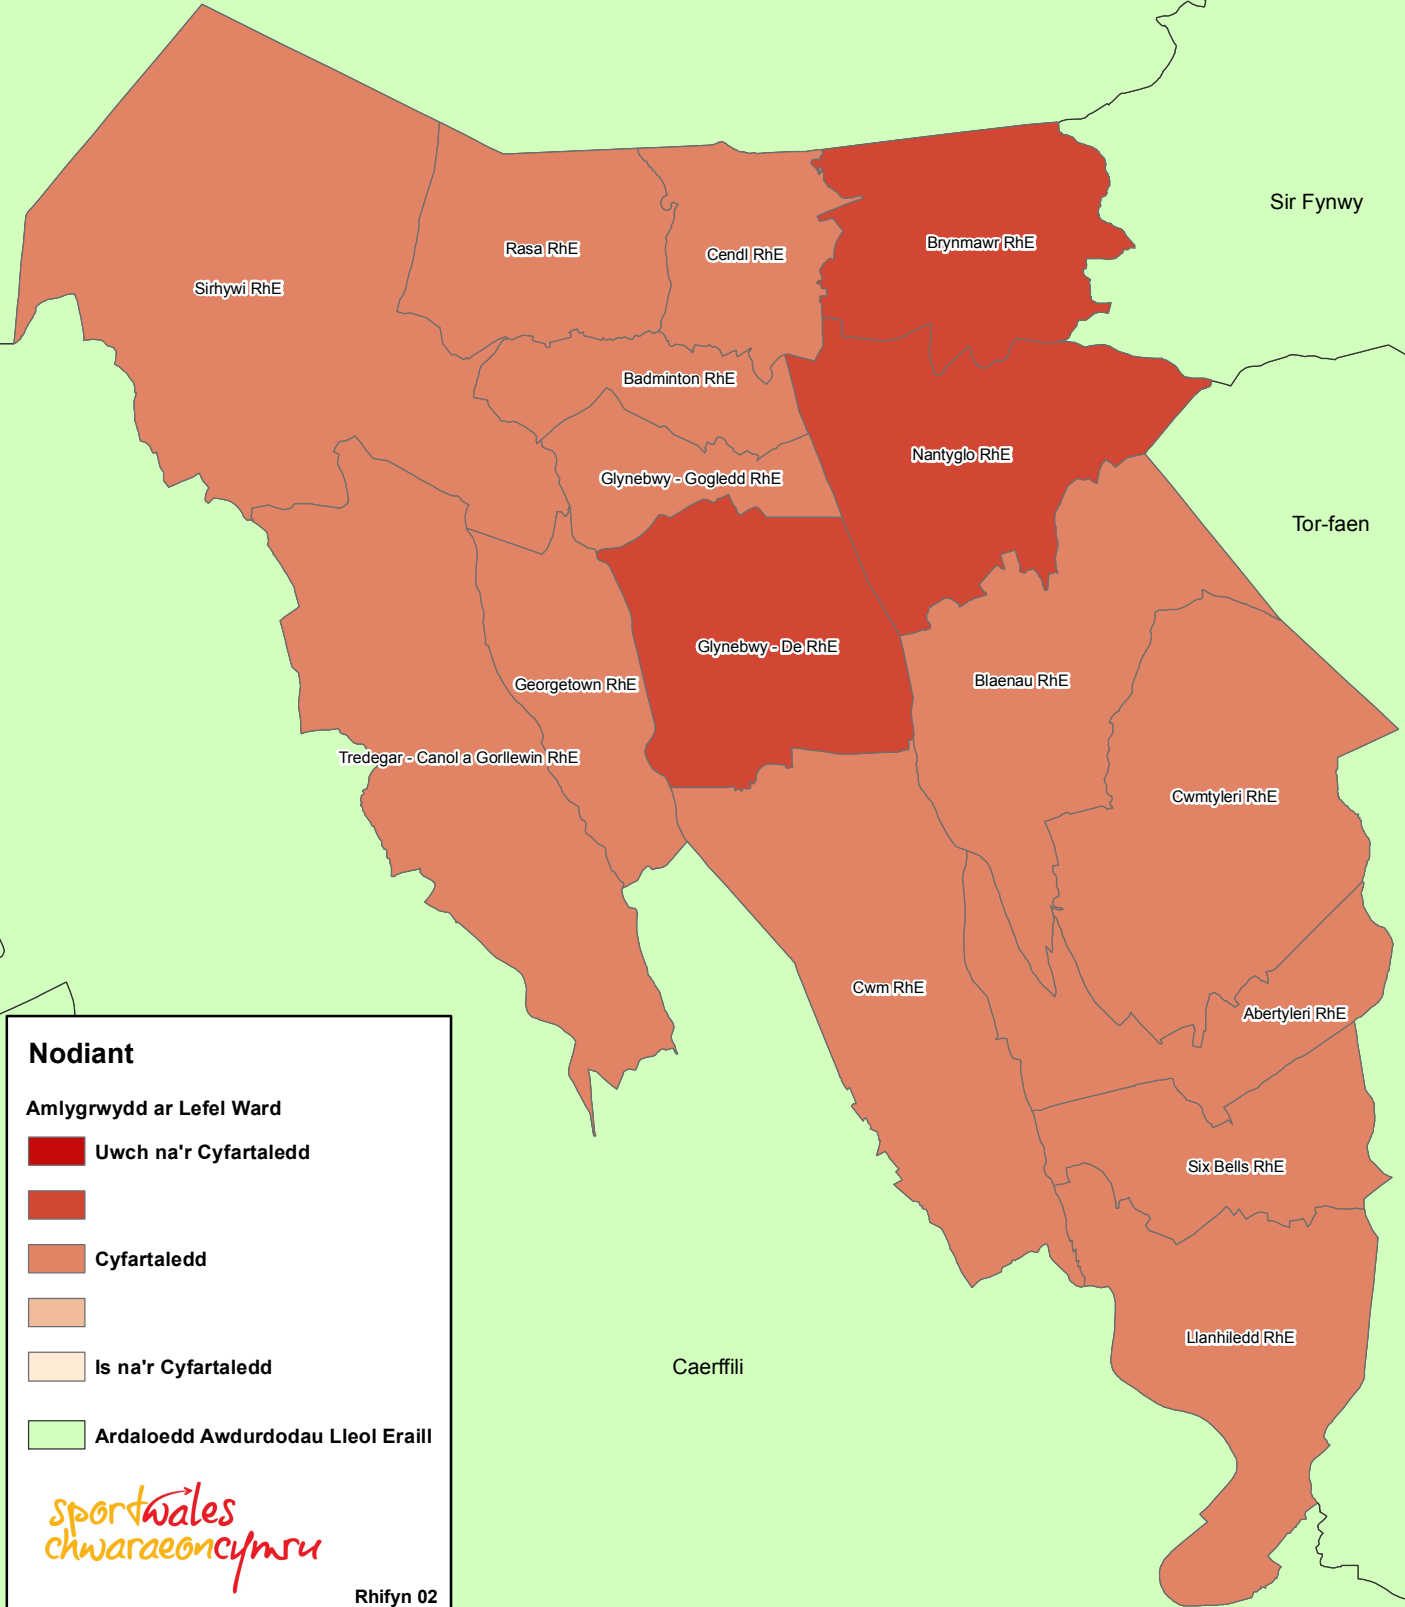 Sir Fynwy
Brynmawr RhE
Rasa RhE
Cendl RhE
Sirhywi RhE
Badminton RhE
Nantyglo RhE
Glynebwy - Gogledd RhE
Tor-faen
Glynebwy - De RhE
Blaenau RhE
Georgetown RhE
Tredegar - Canol a Gorllewin RhE
Cwmtyleri RhE
Cwm RhE
Abertyleri RhE
Six Bells RhE
Llanhiledd RhE
Caerffili
Nodiant
Amlygrwydd ar Lefel Ward
Uwch na'r Cyfartaledd
Cyfartaledd
Is na'r Cyfartaledd
Ardaloedd Awdurdodau Lleol Eraill
sportwales
chwaraeoncymru
Rhifyn 02